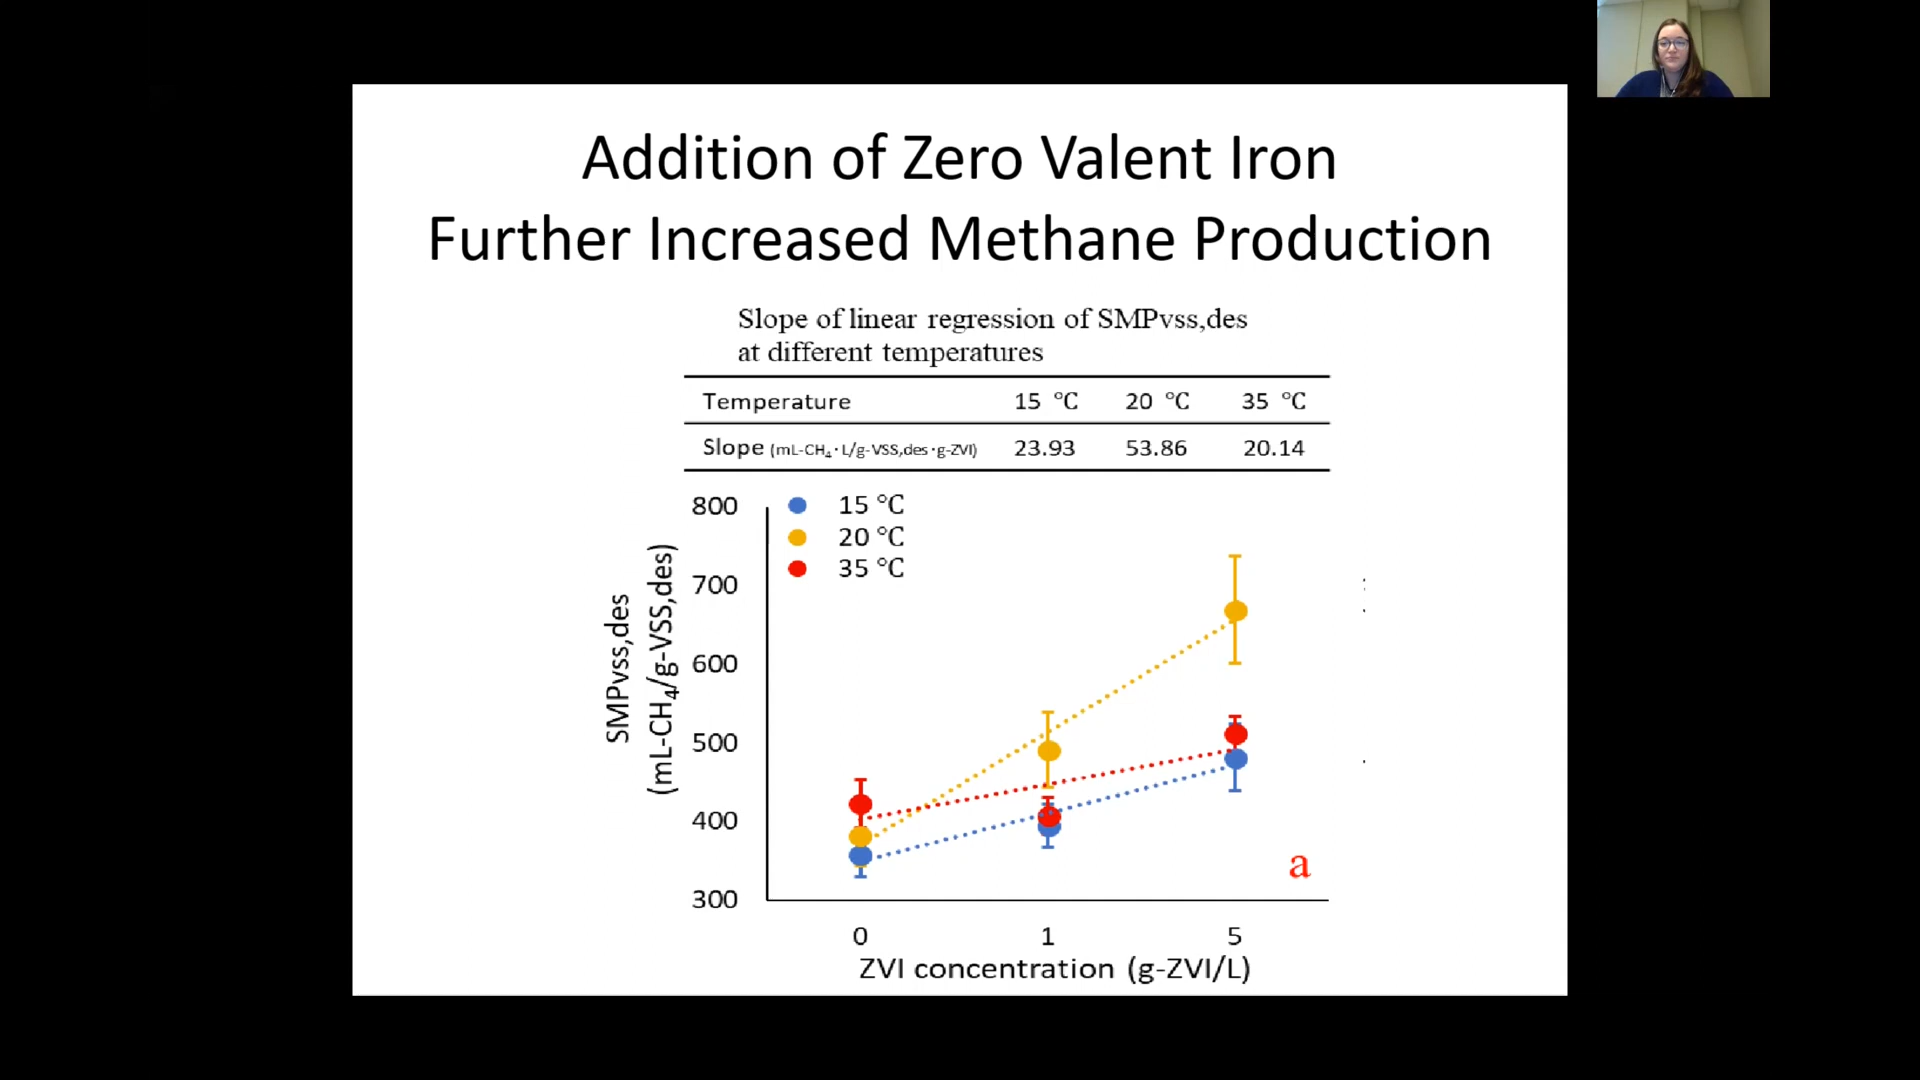 Addition of Zero Valent Iron
Further Increased Methane Production
Slope of linear regression of SMPvss,des
at different temperatures
Temperature 15 °C 20 °C 35 °C
Slope (mL-CH₄·L/g-VSS,des·g-ZVI) 23.93 53.86 20.14
15 °C
20 °C
35 °C
800
700
600
500
400
300
SMPvss,des
(mL-CH₄/g-VSS,des)
a
0 1 5
ZVI concentration (g-ZVI/L)